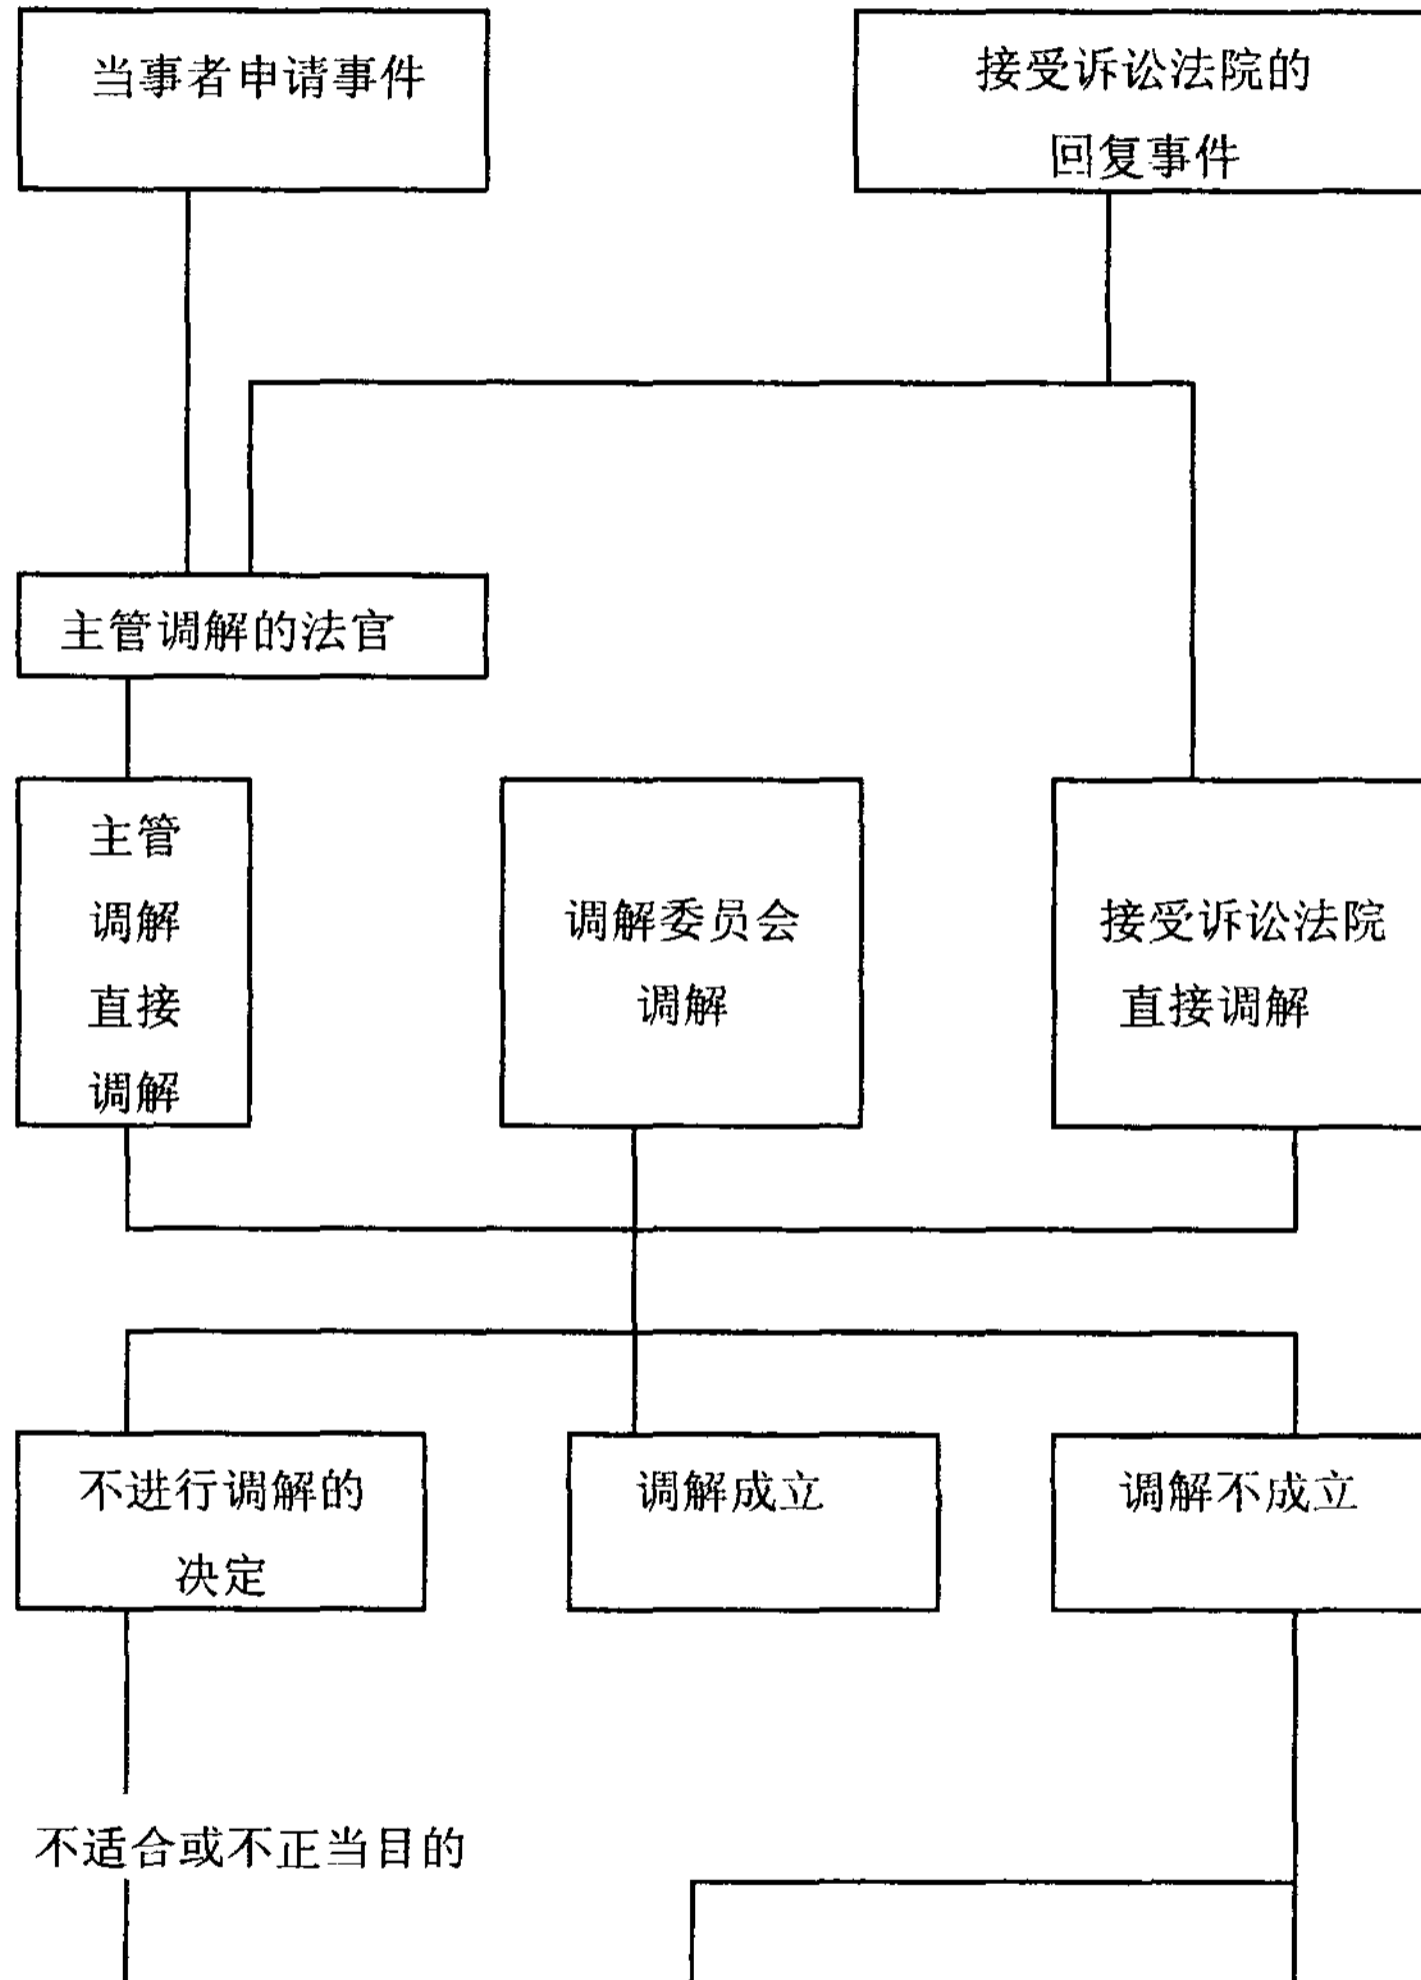 当事者申请事件
接受诉讼法院的
回复事件
主管调解的法官
主管
调解
直接
调解
调解委员会
调解
接受诉讼法院
直接调解
不进行调解的
决定
调解成立
调解不成立
不适合或不正当目的